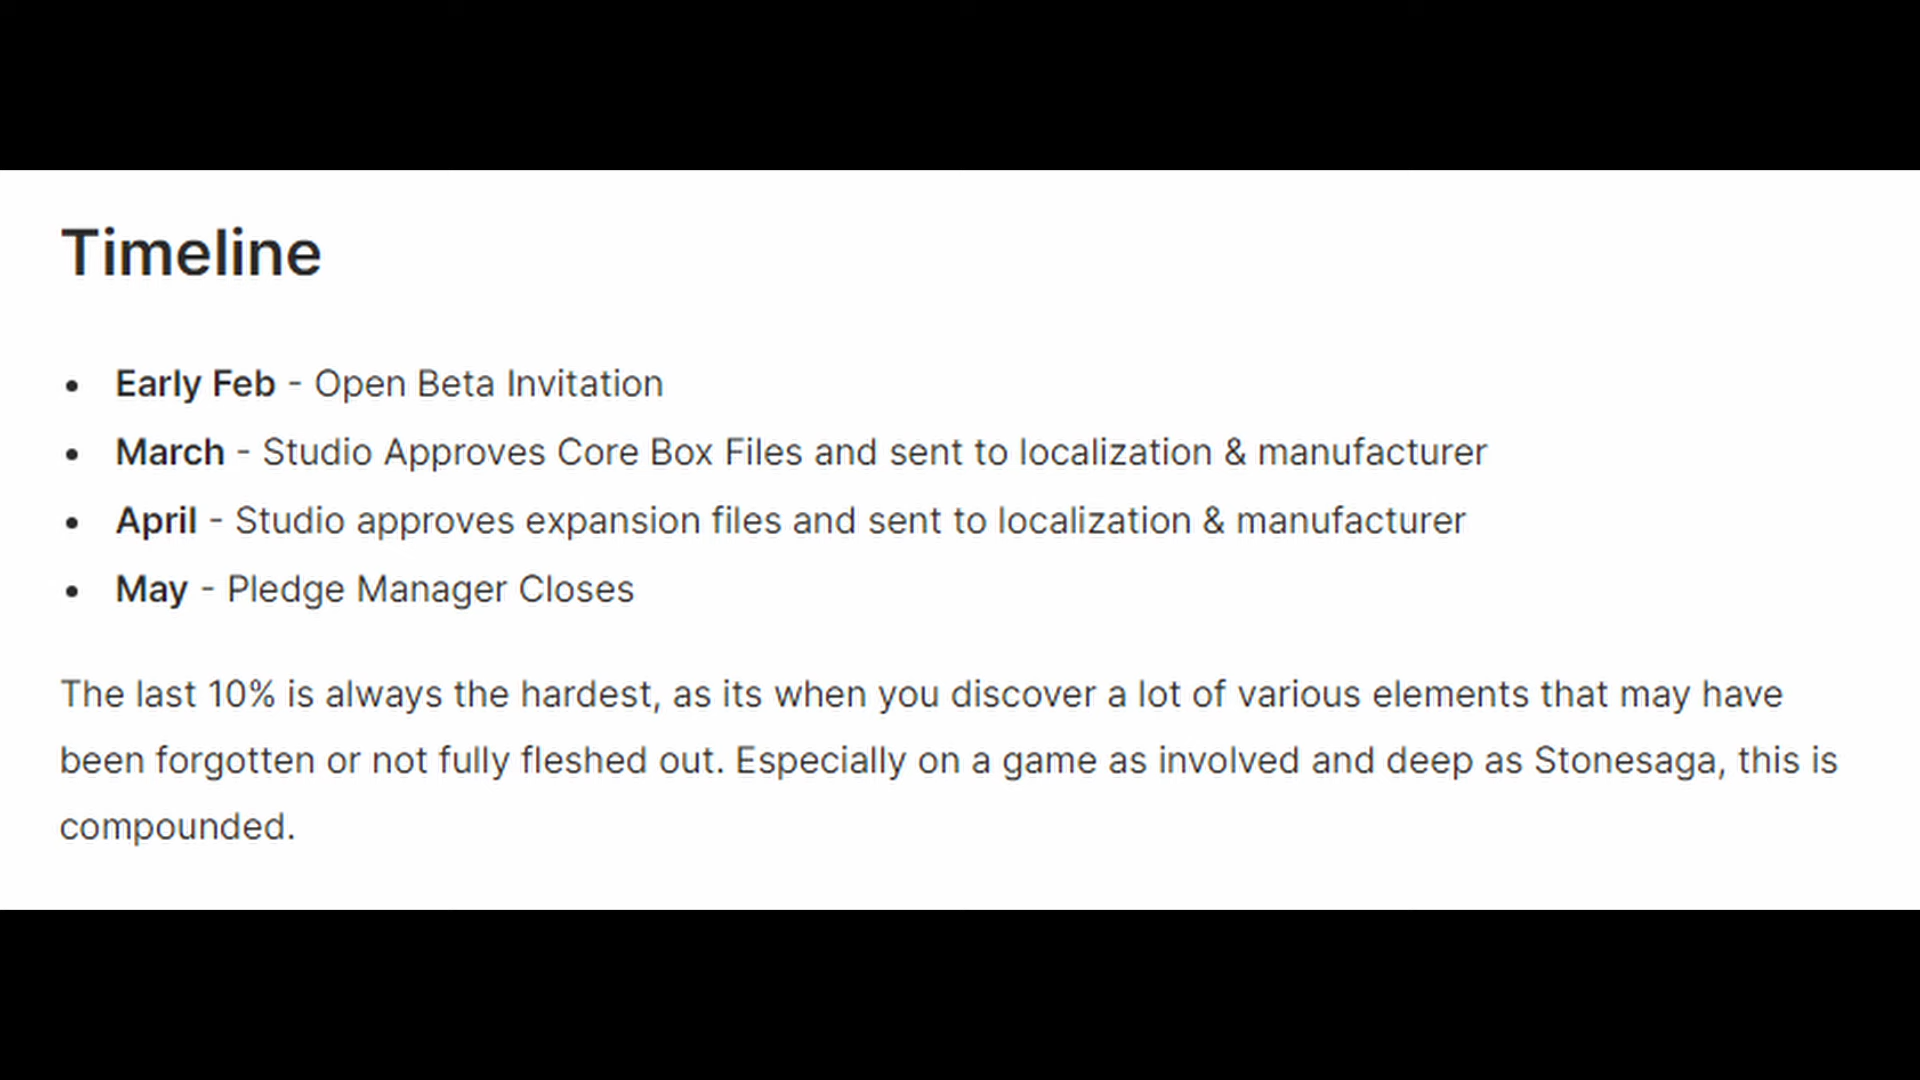 Timeline
• Early Feb - Open Beta Invitation
• March - Studio Approves Core Box Files and sent to localization & manufacturer
• April - Studio approves expansion files and sent to localization & manufacturer
• May - Pledge Manager Closes
The last 10% is always the hardest, as its when you discover a lot of various elements that may have
been forgotten or not fully fleshed out. Especially on a game as involved and deep as Stonesaga, this is
compounded.